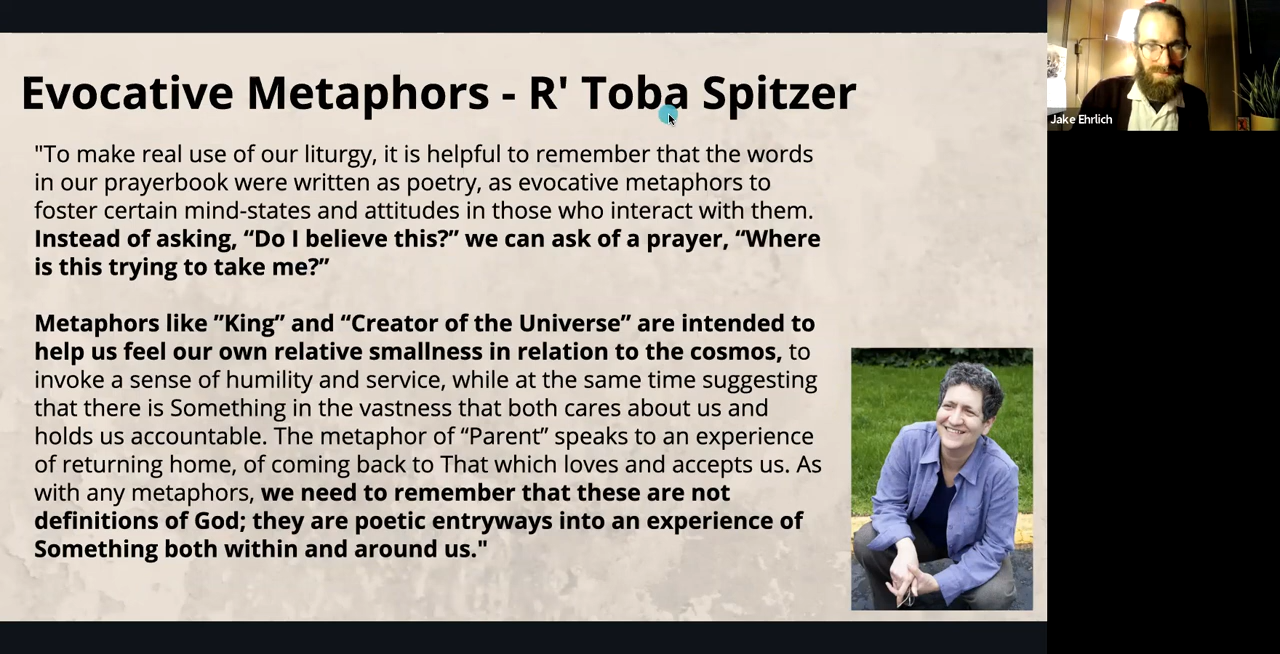 Evocative Metaphors - R' Toba Spitzer
"To make real use of our liturgy, it is helpful to remember that the words
in our prayerbook were written as poetry, as evocative metaphors to
foster certain mind-states and attitudes in those who interact with them.
Instead of asking, “Do I believe this?” we can ask of a prayer, “Where
is this trying to take me?”
Metaphors like ”King” and “Creator of the Universe” are intended to
help us feel our own relative smallness in relation to the cosmos, to
invoke a sense of humility and service, while at the same time suggesting
that there is Something in the vastness that both cares about us and
holds us accountable. The metaphor of “Parent” speaks to an experience
of returning home, of coming back to That which loves and accepts us. As
with any metaphors, we need to remember that these are not
definitions of God; they are poetic entryways into an experience of
Something both within and around us."
Jake Ehrlich